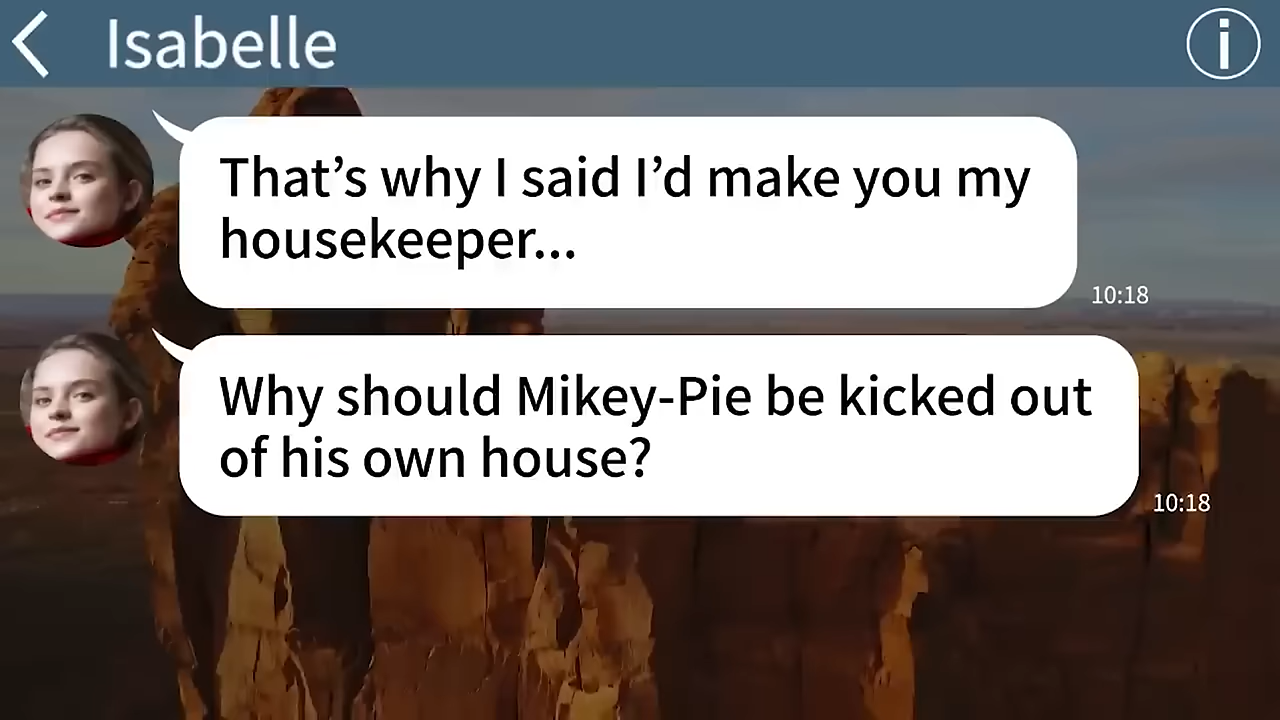 Isabelle
That’s why I said I’d make you my
housekeeper...
10:18
Why should Mikey-Pie be kicked out
of his own house?
10:18